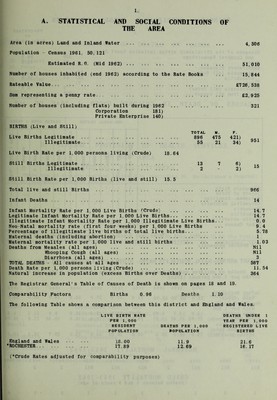 1.
A. STATISTICAL AND SOCIAL CONDITIONS OF
THE AREA
Area (in acres) Land and Inland Water ... 4,306
Population - Census 1961. 50,121
Estimated R.G. (Mid 1962) ... 51,010
Number of houses inhabited (end 1962) according to the Rate Books ... 15,844
Rateable Value ... £728,338
Sum representing a penny rate ... £2,925
Number of houses (including flats) built during 1962 ... 321
Corporation 181)
Private Enterprise 140)
BIRTHS (Live and Still)
TOTAL M. F.
Live Births Legitimate ... 896 475 421)
Illegitimate ... 55 21 34) 951
Live Birth Rate per 1,000 persons living (Crude) 18.64
Still Births Legitimate ... 13 7 6)
Illegitimate ... 2 - 2) 15
Still Birth Rate per 1,000 Births (live and still) 15.5
Total live and still Births ... 966
Infant Deaths ... 14
Infant Mortality Rate per 1,000 Live Births (Crude) ... 14.7
Legitimate Infant Mortality Rate per 1,000 Live Births ... 14.7
Illegitimate Infant Mortality Rate per 1,000 Illegitimate Live Births ... 0.0
Neo-Natal mortality rate (first four weeks) per 1,000 Live Births ... 9.4
Percentage of illegitimate live births of total live births ... 5.78
Maternal deaths (including abortion) ... 1
Maternal mortality rate per 1,000 live and still births ... 1.03
Deaths from Measles (all ages) ... Nil
Whooping Cough (all ages) ... Nil
Diarrhoea (all ages) ... 3
TOTAL DEATHS - All causes at all ages ... 587
Death Rate per 1,000 persons living (Crude) ... 11.54
Natural increase in population (excess births over Deaths) ... 364
The Registrar General's Table of Causes of Death is shown on pages 18 and 19.
Comparability Factors Births 0.96 Deaths 1.10
The following Table shows a comparison between this district and England and Wales.
LIVE BIRTH RATE PER 1,000 RESIDENT POPULATION
DEATHS PER 1,000 POPULATION
DEATHS UNDER 1 YEAR PER 1,000 REGISTERED LIVE BIRTHS
England and Wales ... 18.00 11.9 21.6
*ROCHESTER ... 17.89 12.69 16.17
(*Crude Rates adjusted for comparability purposes)